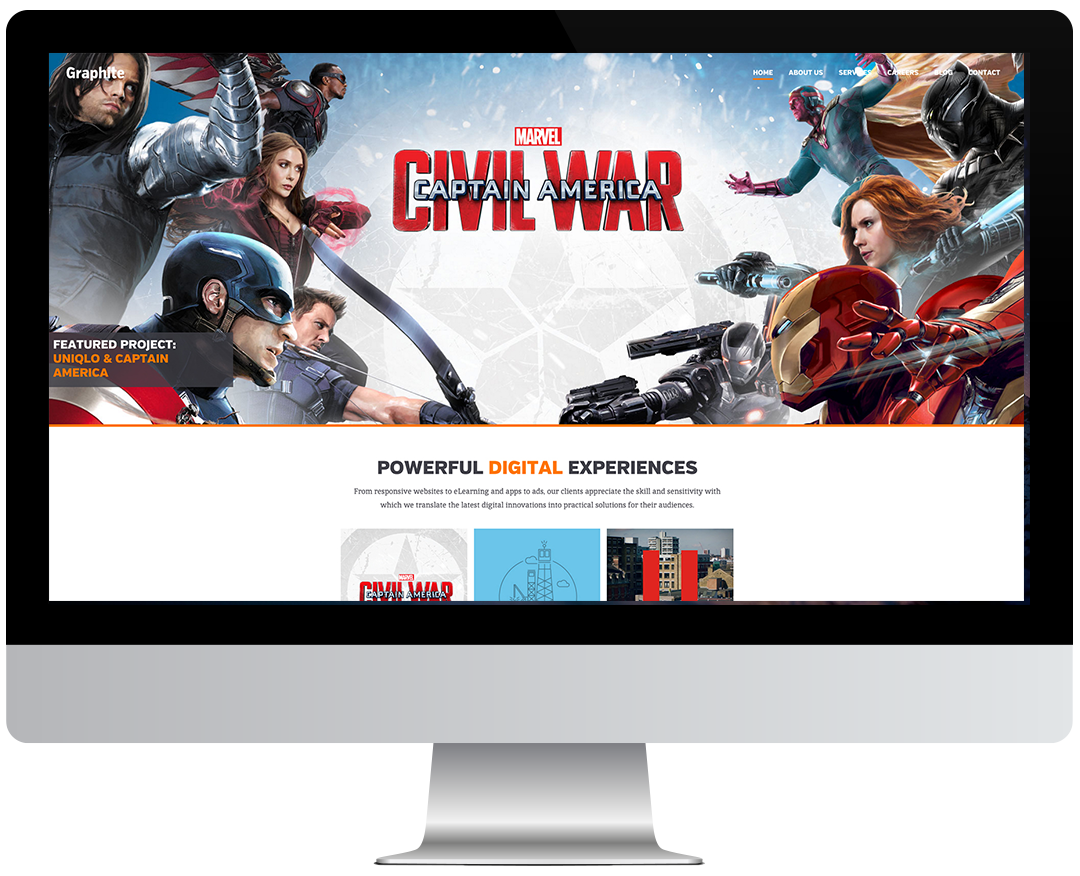 Graphite
HOME ABOUT US SERVICES CAREERS BLOG CONTACT
MARVEL
CIVIL WAR
CAPTAIN AMERICA
FEATURED PROJECT:
UNIQLO & CAPTAIN
AMERICA
POWERFUL DIGITAL EXPERIENCES
From responsive websites to eLearning and apps to ads, our clients appreciate the skill and sensitivity with
which we translate the latest digital innovations into practical solutions for their audiences.
MARVEL
CIVIL WAR
CAPTAIN AMERICA